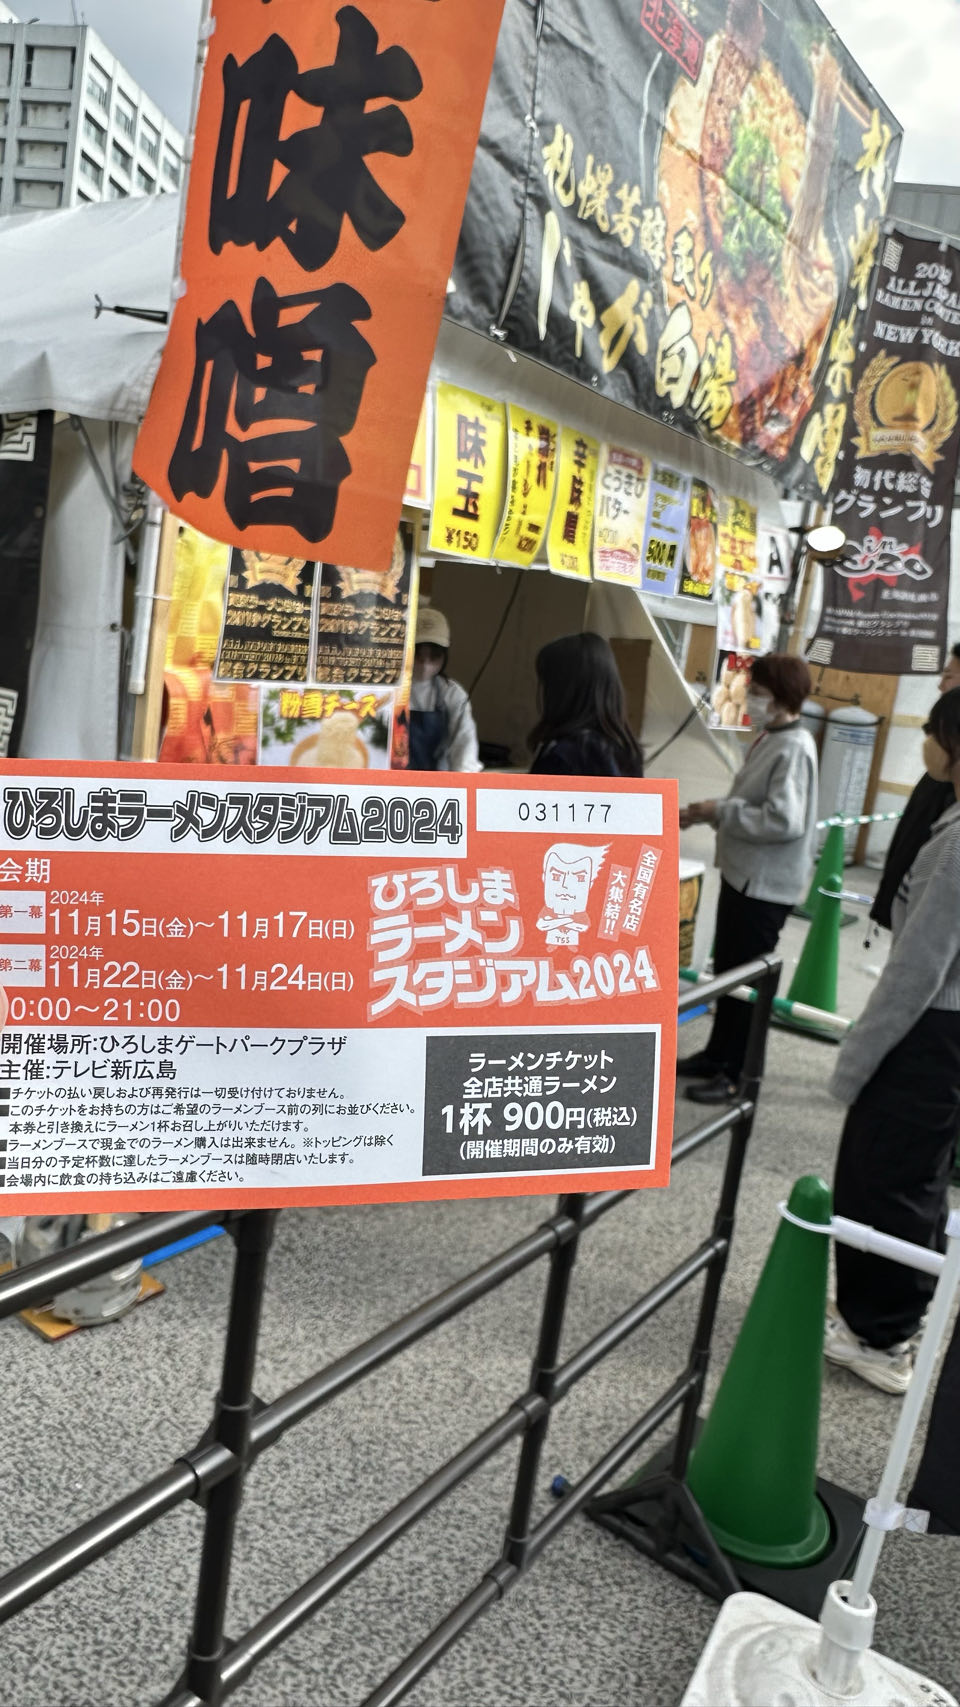 味噌
北海道
札幌芳醇炙り
じゃが白湯
味玉
¥150
辛味
とうきび
バター
500円
粉雪チーズ
ALL JAPAN
RAMEN CONTEST
in
NEW YORK
初代総合
グランプリ
ひろしまラーメンスタジアム2024
031177
会期
第一幕
2024年
11月15日(金)～11月17日(日)
第二幕
2024年
11月22日(金)～11月24日(日)
0:00～21:00
ひろしま
ラーメン
スタジアム2024
全国有名店
大集結!!
TSS
開催場所:ひろしまゲートパークプラザ
主催:テレビ新広島
■チケットの払い戻しおよび再発行は一切受け付けておりません。
■このチケットをお持ちの方はご希望のラーメンブース前の列にお並びください。
本券と引き換えにラーメン1杯お召し上がりいただけます。
■ラーメンブースで現金でのラーメン購入は出来ません。※トッピングは除く
■当日分の予定杯数に達したラーメンブースは随時閉店いたします。
■会場内に飲食の持ち込みはご遠慮ください。
ラーメンチケット
全店共通ラーメン
1杯 900円(税込)
(開催期間のみ有効)